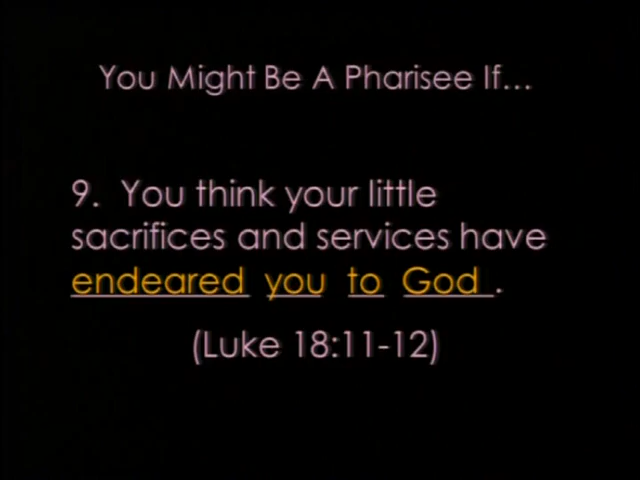 You Might Be A Pharisee If...
9. You think your little
sacrifices and services have
endeared you to God.
(Luke 18:11-12)